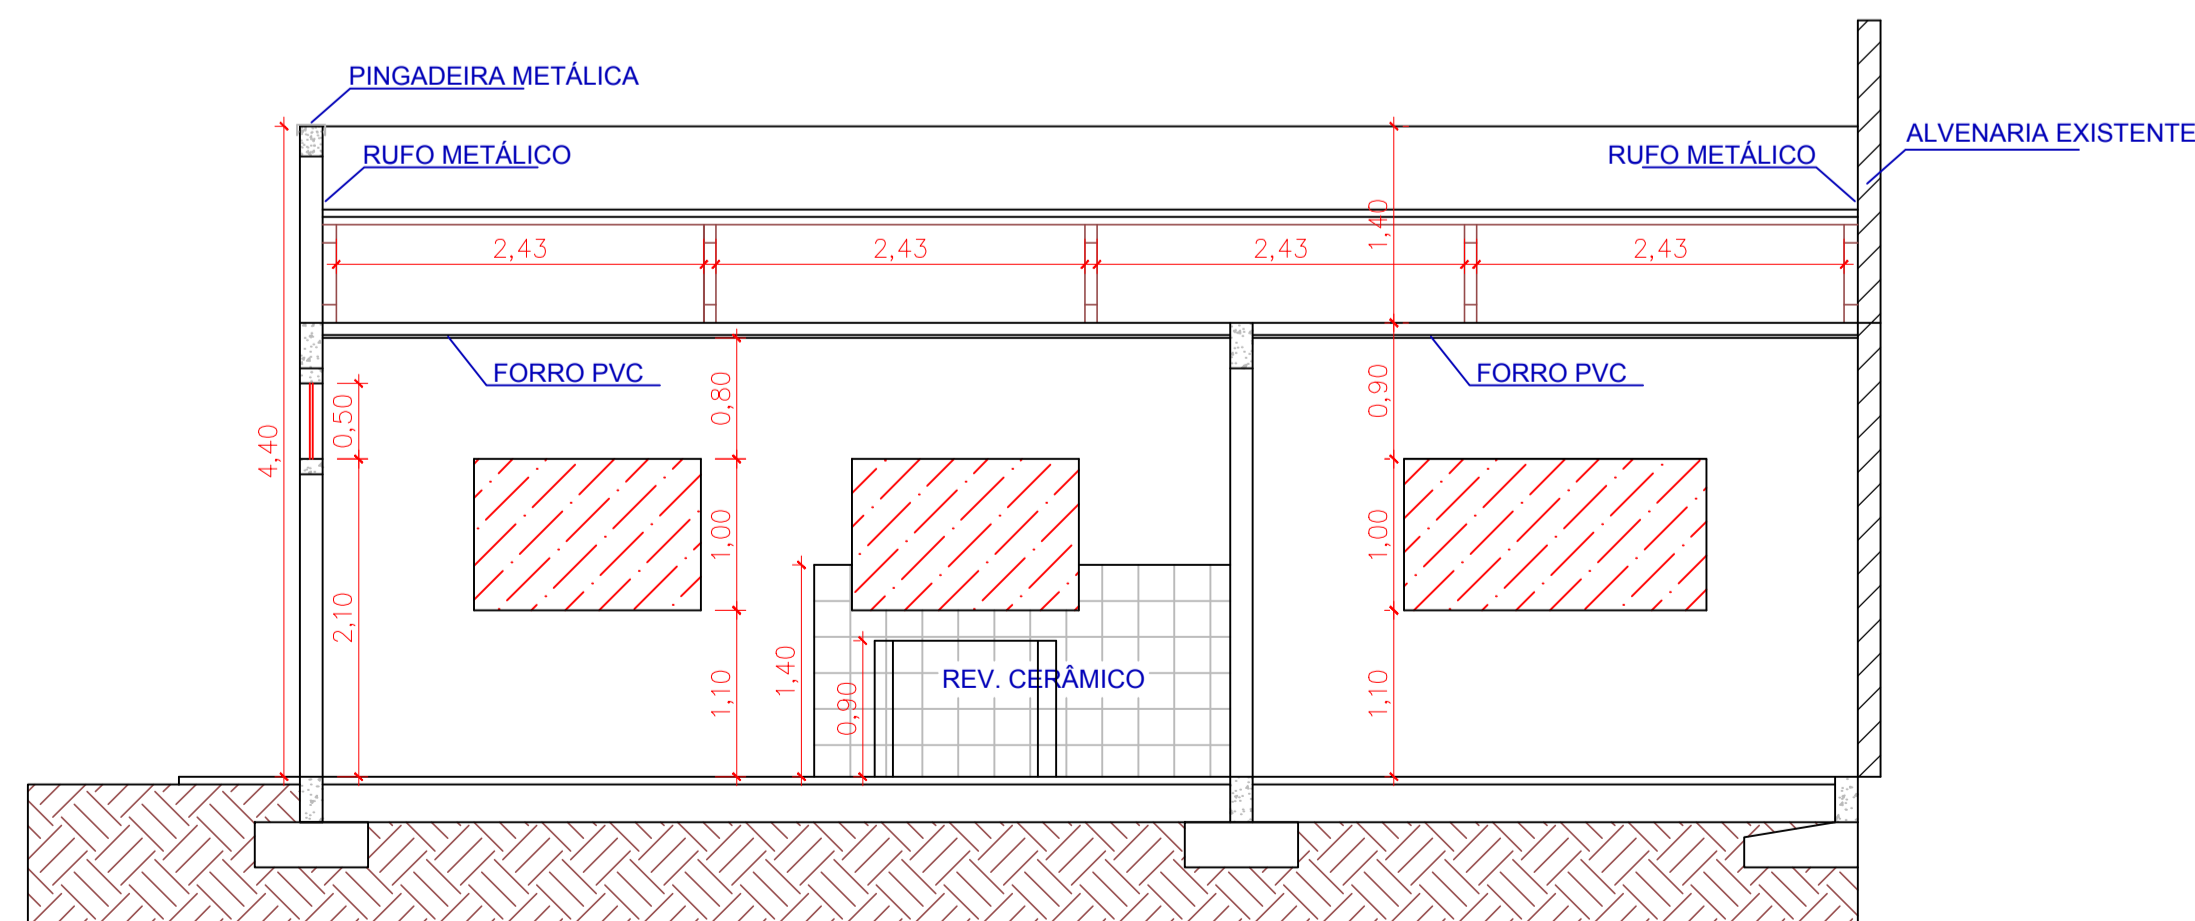 PINGADEIRA METÁLICA
ALVENARIA EXISTENTE
RUFO METÁLICO
RUFO METÁLICO
1,40
2,43
2,43
2,43
2,43
FORRO PVC
FORRO PVC
0,80
0,90
0,50
4,40
1,00
1,00
2,10
1,40
REV. CERÂMICO
1,10
0,90
1,10